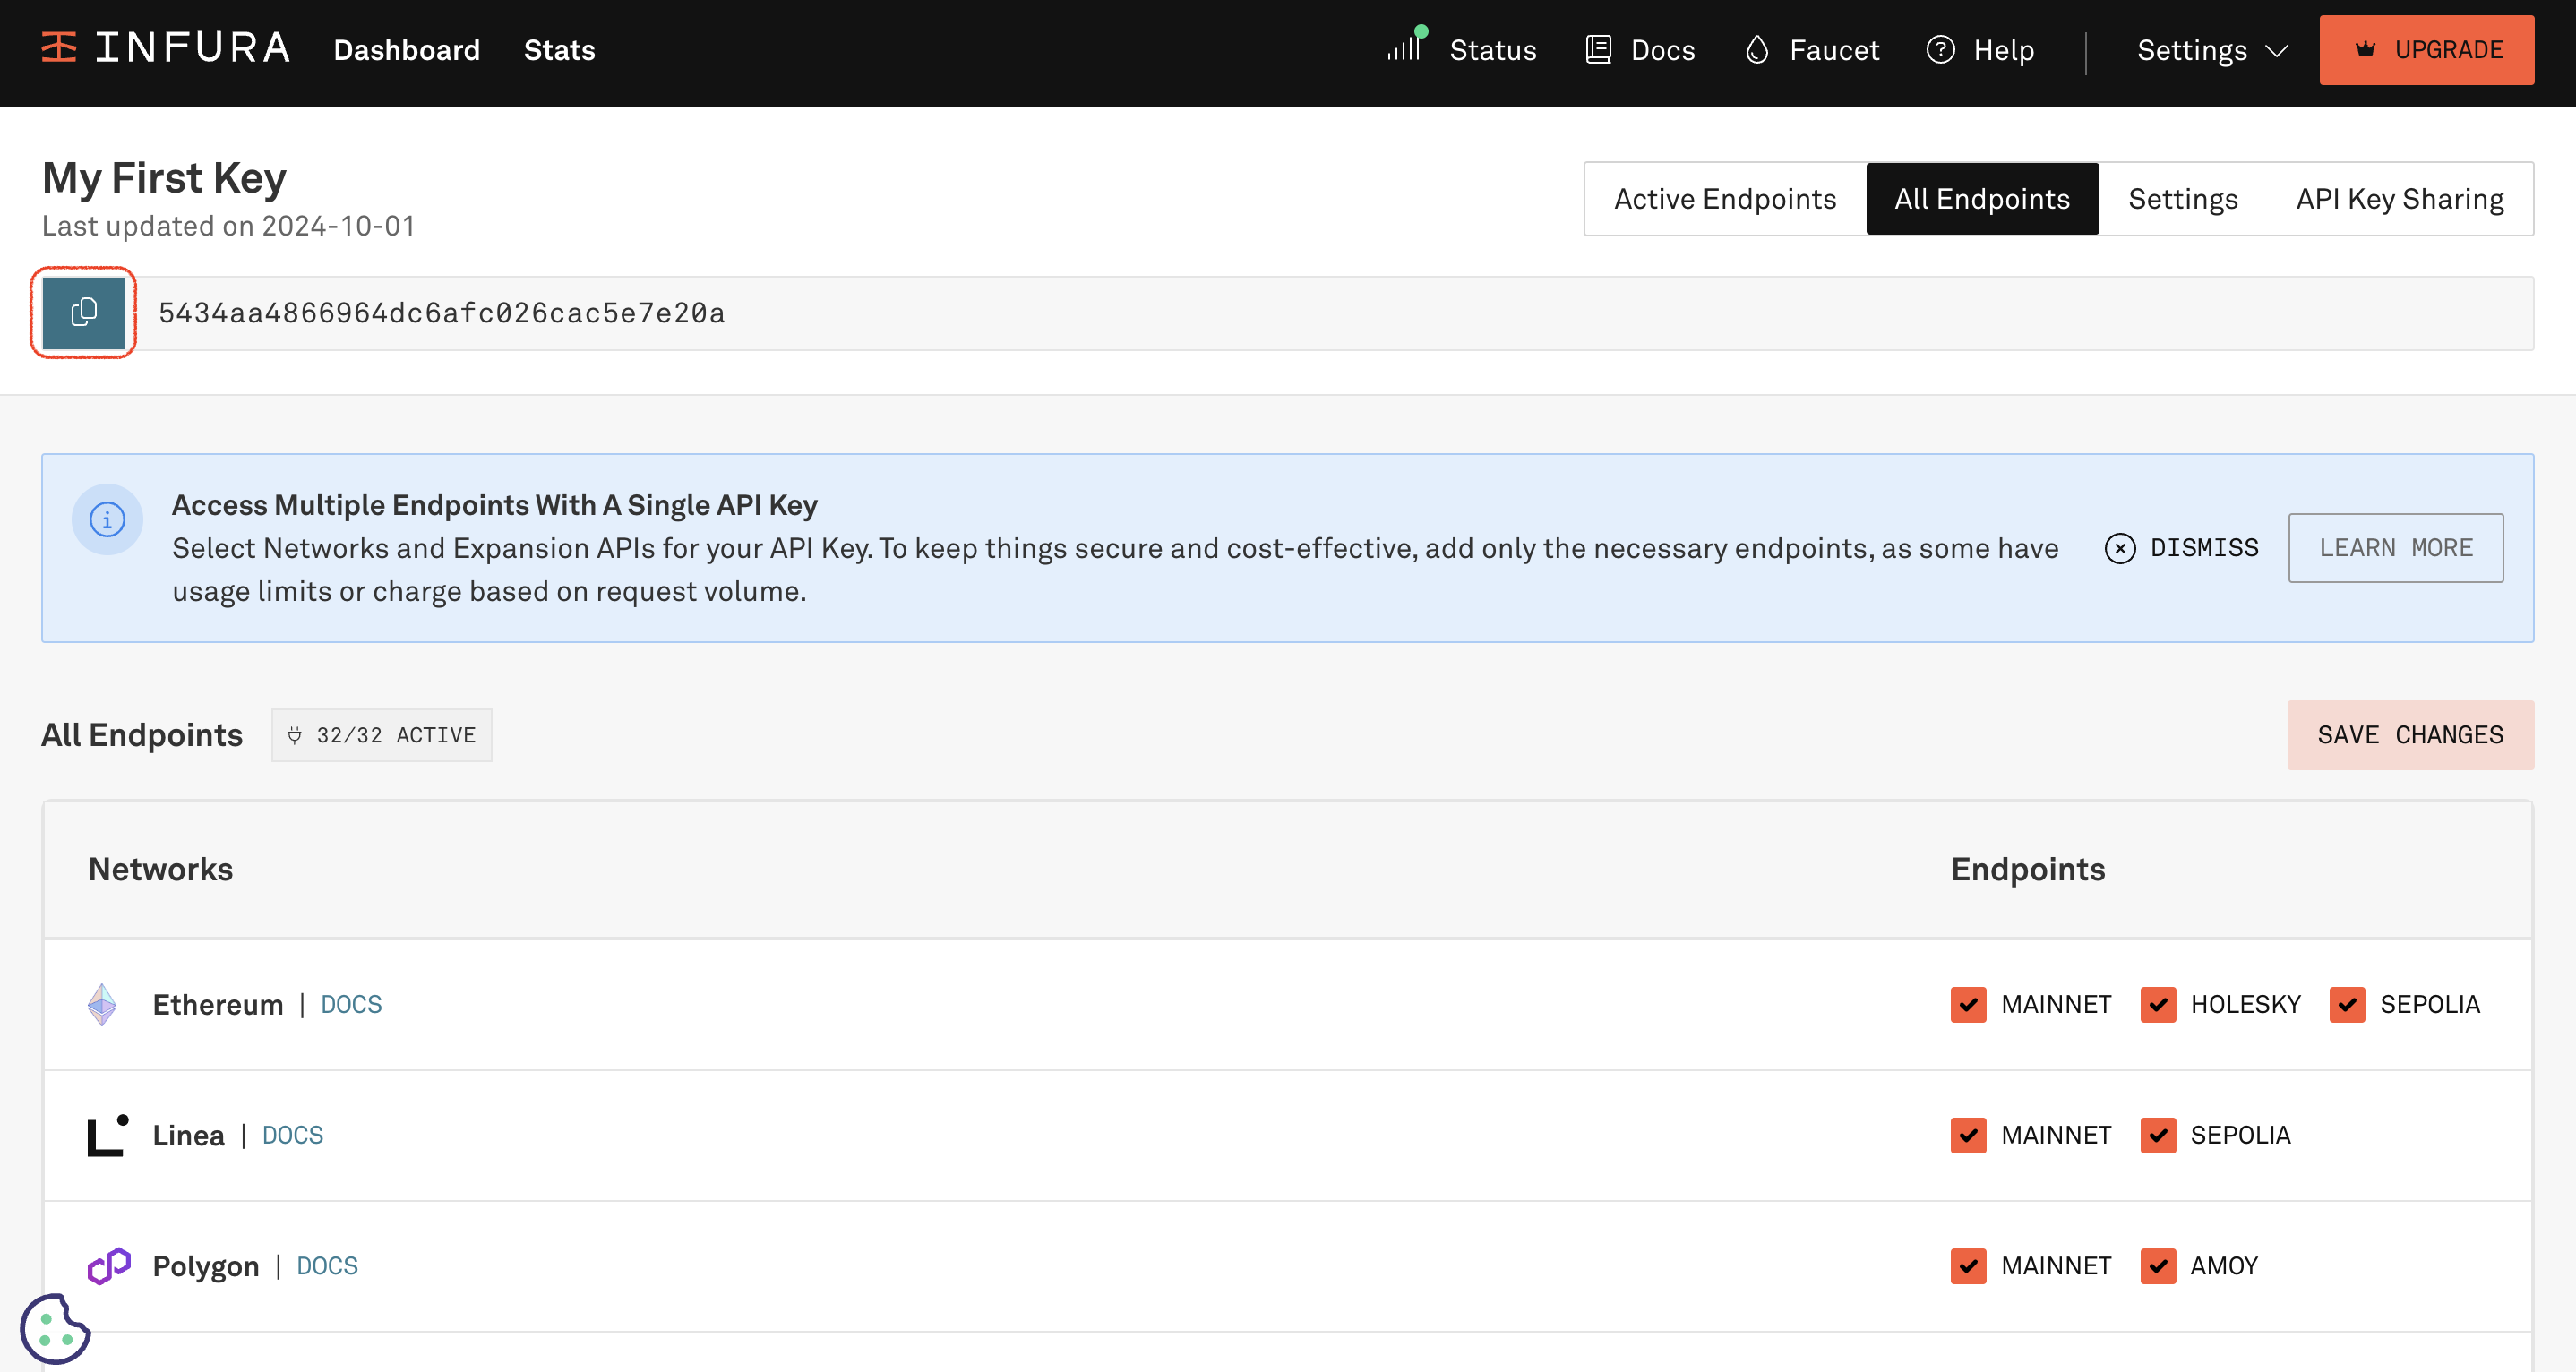 INFURA Dashboard Stats Status Docs Faucet Help Settings UPGRADE
My First Key
Last updated on 2024-10-01
Active Endpoints All Endpoints Settings API Key Sharing
5434aa4866964dc6afc026cac5e7e20a
Access Multiple Endpoints With A Single API Key
Select Networks and Expansion APIs for your API Key. To keep things secure and cost-effective, add only the necessary endpoints, as some have
usage limits or charge based on request volume.
DISMISS LEARN MORE
All Endpoints 32/32 ACTIVE SAVE CHANGES
Networks Endpoints
Ethereum | DOCS MAINNET HOLESKY SEPOLIA
Linea | DOCS MAINNET SEPOLIA
Polygon | DOCS MAINNET AMOY